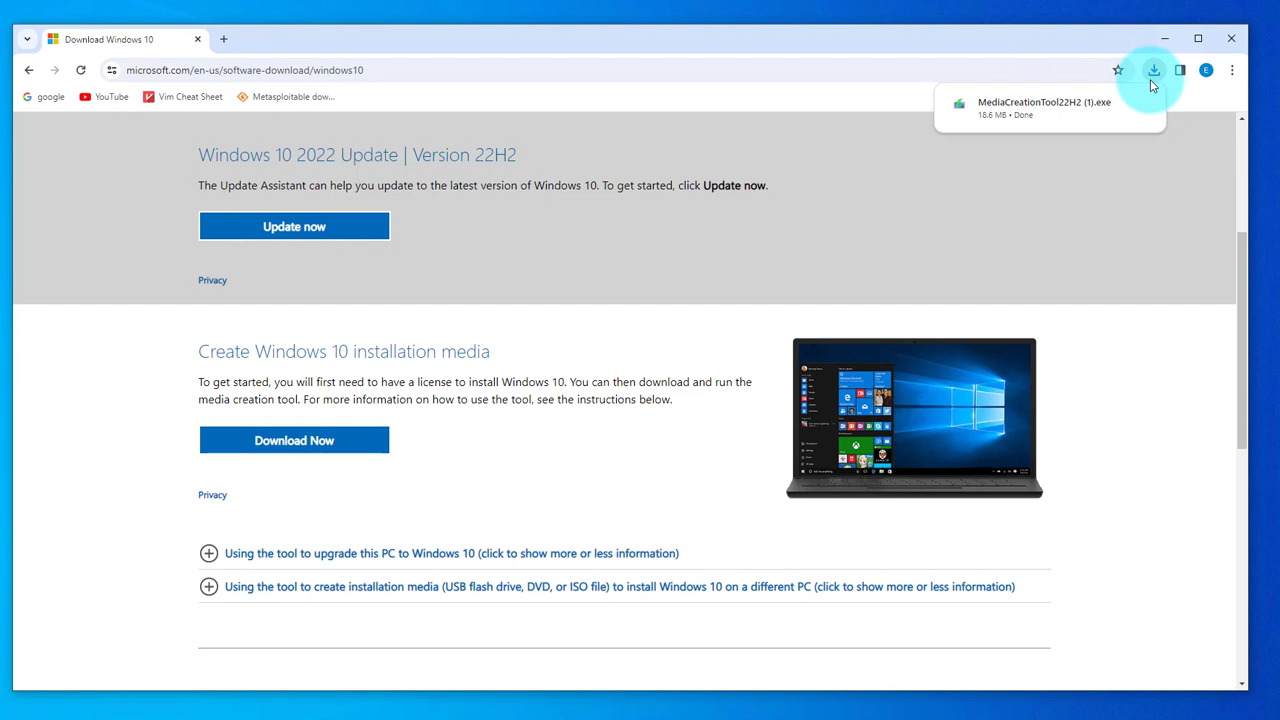 Download Windows 10
microsoft.com/en-us/software-download/windows10
E
google
YouTube
Vim Cheat Sheet
Metasploitable dow...
MediaCreationTool22H2 (1).exe
18.6 MB • Done
Windows 10 2022 Update | Version 22H2
The Update Assistant can help you update to the latest version of Windows 10. To get started, click Update now.
Update now
Privacy
Create Windows 10 installation media
To get started, you will first need to have a license to install Windows 10. You can then download and run the
media creation tool. For more information on how to use the tool, see the instructions below.
Download Now
Privacy
Using the tool to upgrade this PC to Windows 10 (click to show more or less information)
Using the tool to create installation media (USB flash drive, DVD, or ISO file) to install Windows 10 on a different PC (click to show more or less information)